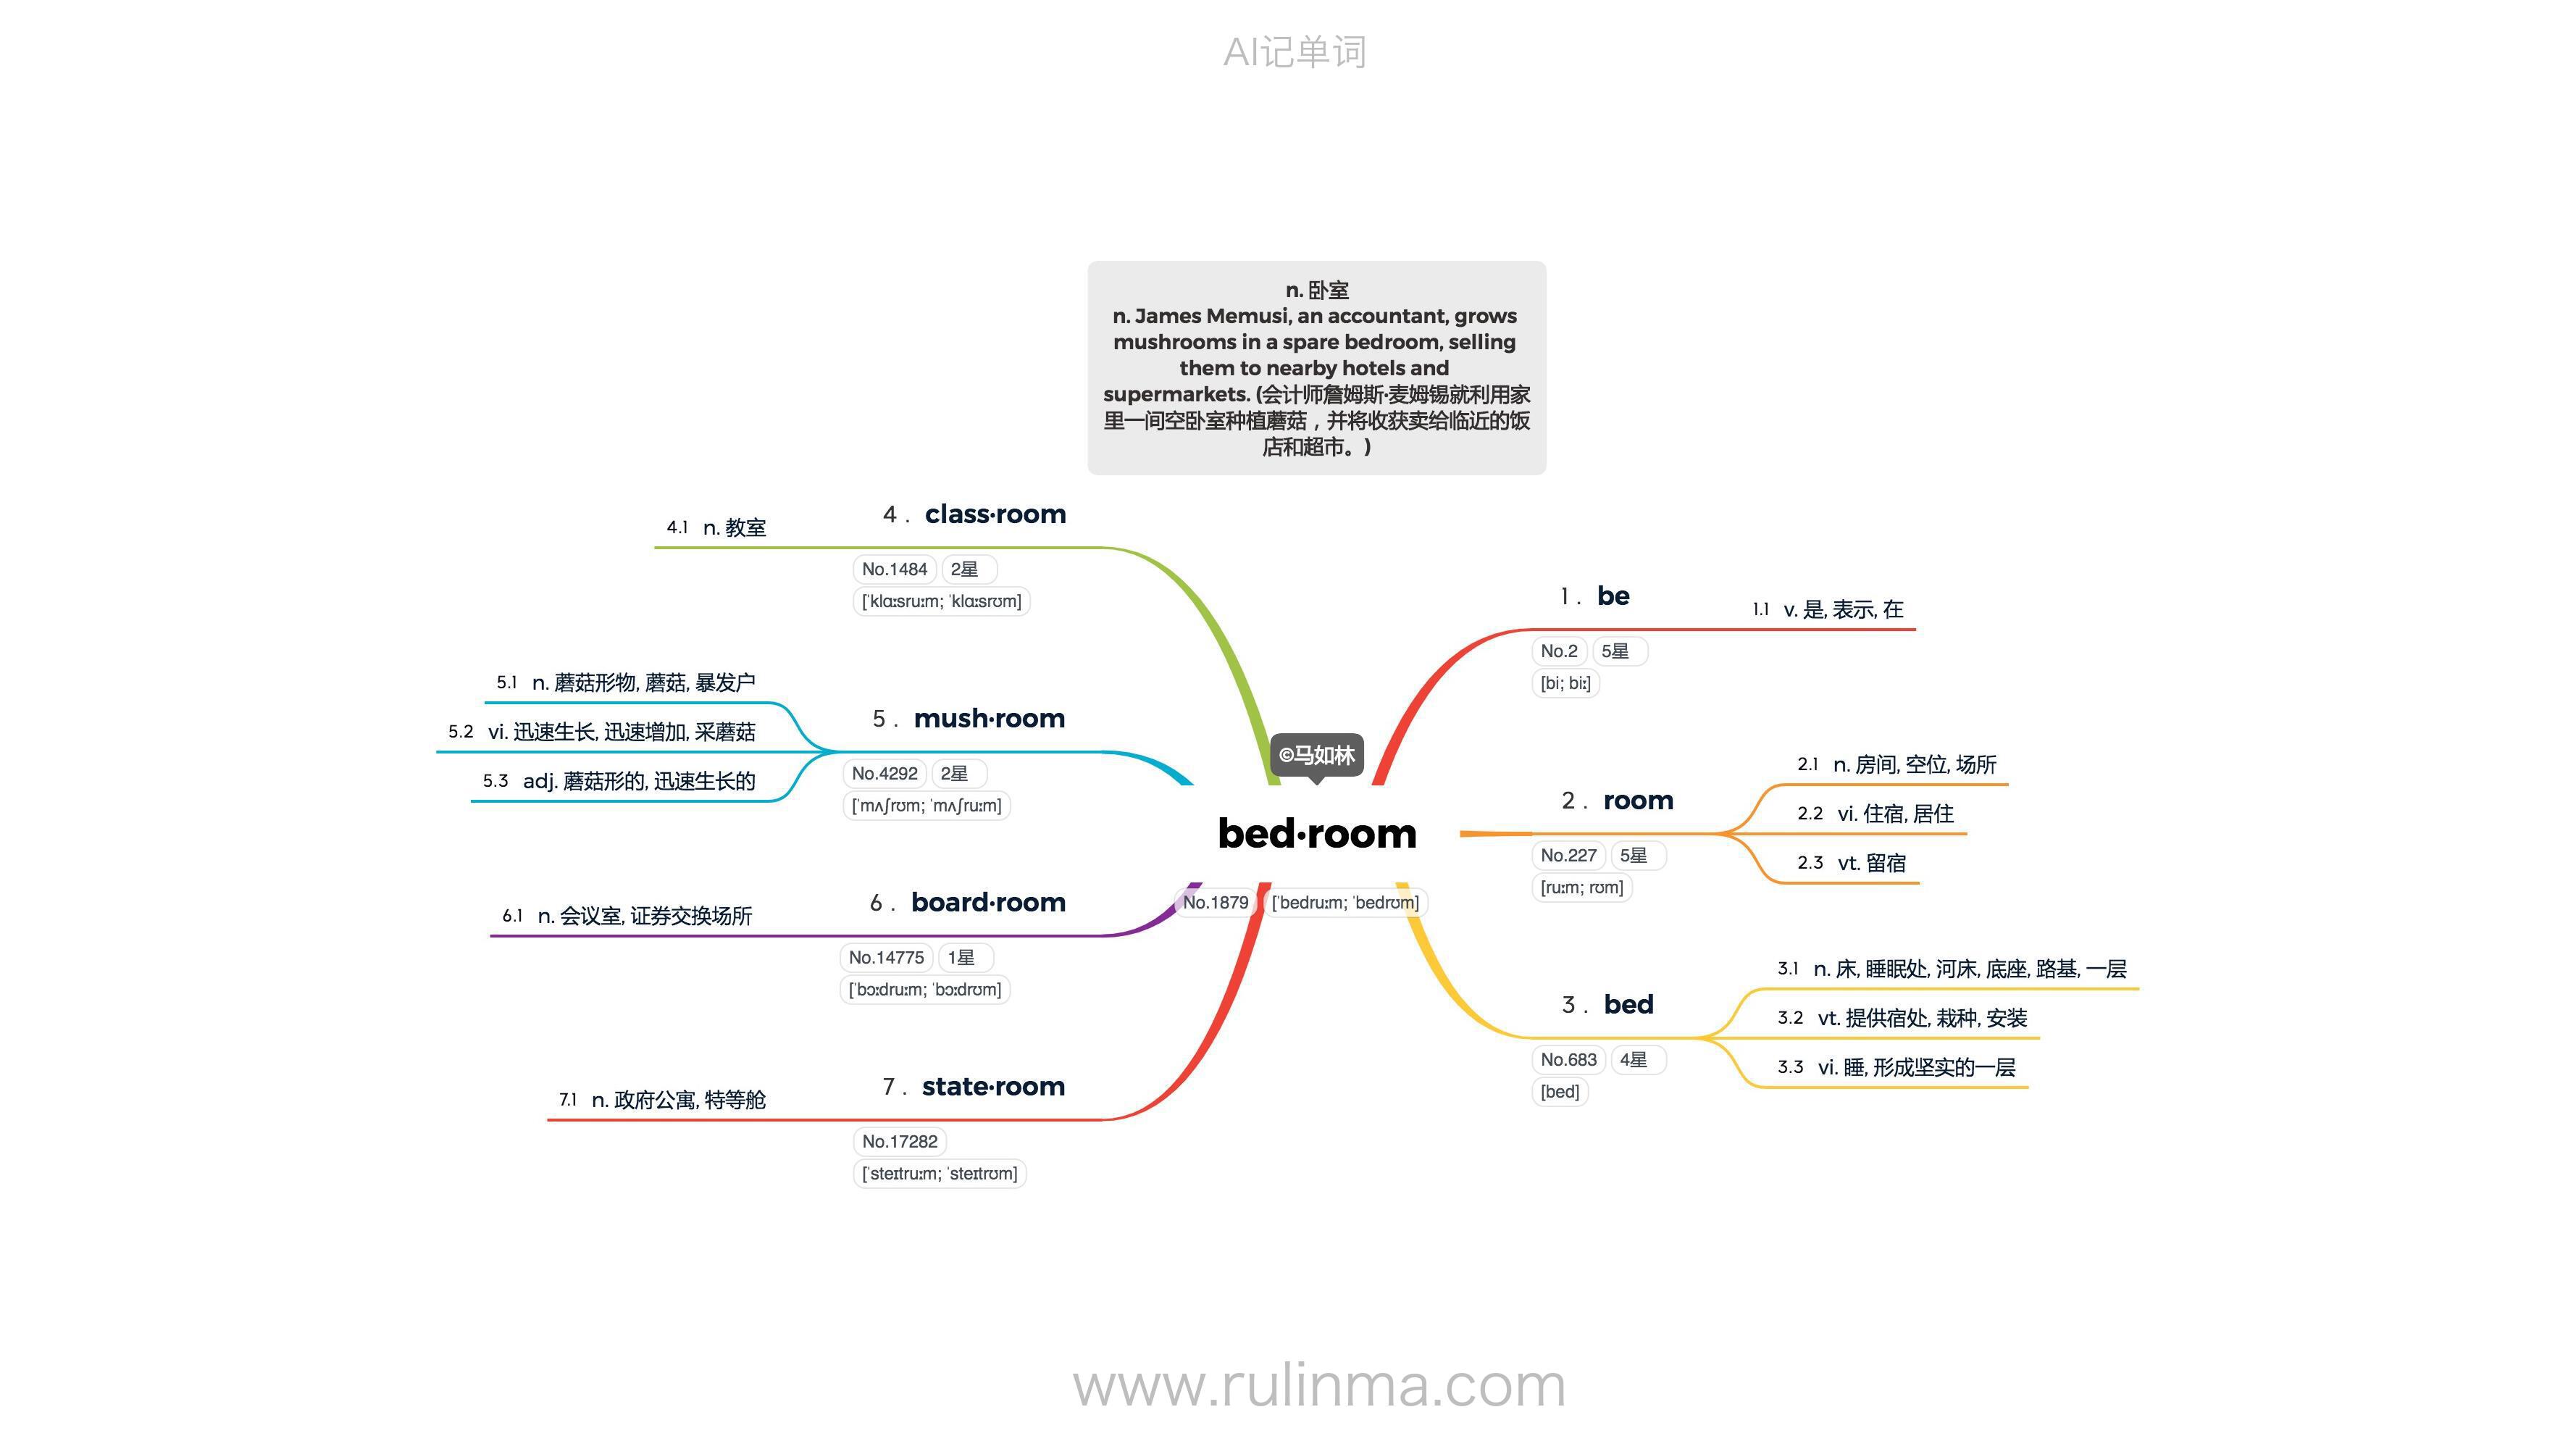 AI记单词
n. 卧室
n. James Memusi, an accountant, grows
mushrooms in a spare bedroom, selling
them to nearby hotels and
supermarkets. (会计师詹姆斯·麦姆锡就利用家
里一间空卧室种植蘑菇，并将收获卖给临近的饭
店和超市。)
©马如林
bed·room
No.1879 [ˈbedruːm; ˈbedrʊm]
1. be
No.2 5星
[bi; biː]
1.1 v. 是, 表示, 在
2. room
No.227 5星
[ruːm; rʊm]
2.1 n. 房间, 空位, 场所
2.2 vi. 住宿, 居住
2.3 vt. 留宿
3. bed
No.683 4星
[bed]
3.1 n. 床, 睡眠处, 河床, 底座, 路基, 一层
3.2 vt. 提供宿处, 栽种, 安装
3.3 vi. 睡, 形成坚实的一层
4. class·room
No.1484 2星
[ˈklɑːsruːm; ˈklɑːsrʊm]
4.1 n. 教室
5. mush·room
No.4292 2星
[ˈmʌʃrʊm; ˈmʌʃruːm]
5.1 n. 蘑菇形物, 蘑菇, 暴发户
5.2 vi. 迅速生长, 迅速增加, 采蘑菇
5.3 adj. 蘑菇形的, 迅速生长的
6. board·room
No.14775 1星
[ˈbɔːdruːm; ˈbɔːdrʊm]
6.1 n. 会议室, 证券交换场所
7. state·room
No.17282
[ˈsteɪtruːm; ˈsteɪtrʊm]
7.1 n. 政府公寓, 特等舱
www.rulinma.com